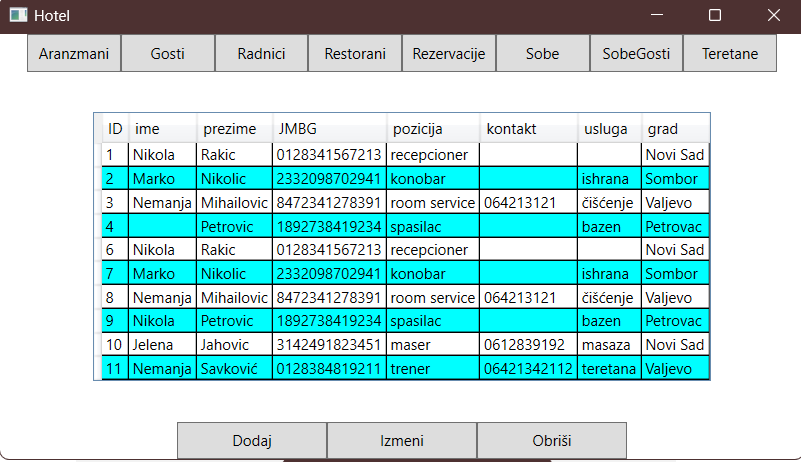 Hotel
Aranzmani Gosti Radnici Restorani Rezervacije Sobe SobeGosti Teretane
ID ime prezime JMBG pozicija kontakt usluga grad
1 Nikola Rakic 0128341567213 recepcioner Novi Sad
2 Marko Nikolic 2332098702941 konobar ishrana Sombor
3 Nemanja Mihailovic 8472341278391 room service 064213121 čišćenje Valjevo
4 Petrovic 1892738419234 spasilac bazen Petrovac
6 Nikola Rakic 0128341567213 recepcioner Novi Sad
7 Marko Nikolic 2332098702941 konobar ishrana Sombor
8 Nemanja Mihailovic 8472341278391 room service 064213121 čišćenje Valjevo
9 Nikola Petrovic 1892738419234 spasilac bazen Petrovac
10 Jelena Jahovic 3142491823451 maser 0612839192 masaza Novi Sad
11 Nemanja Savković 0128384819211 trener 06421342112 teretana Valjevo
Dodaj Izmeni Obriši